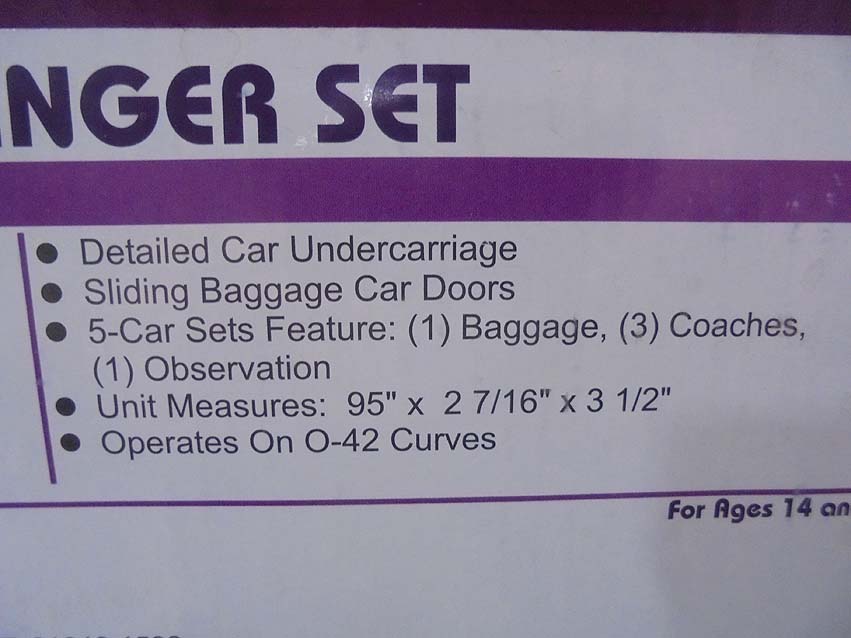 NGER SET
● Detailed Car Undercarriage
● Sliding Baggage Car Doors
● 5-Car Sets Feature: (1) Baggage, (3) Coaches,
(1) Observation
● Unit Measures: 95" x 2 7/16" x 3 1/2"
● Operates On O-42 Curves
For Ages 14 an